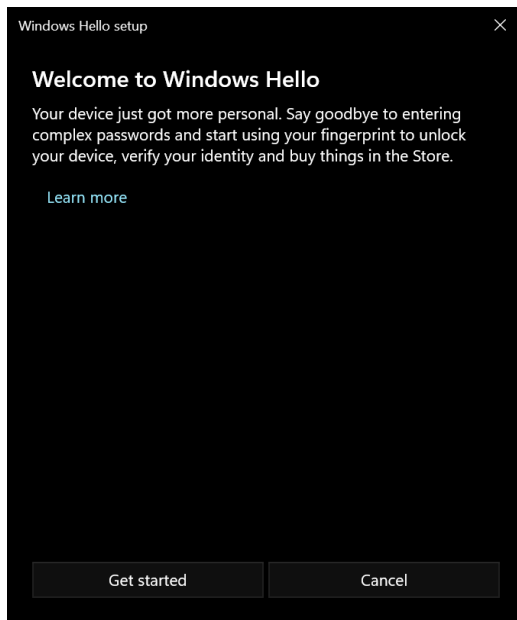 Windows Hello setup
Welcome to Windows Hello
Your device just got more personal. Say goodbye to entering
complex passwords and start using your fingerprint to unlock
your device, verify your identity and buy things in the Store.
Learn more
Get started
Cancel